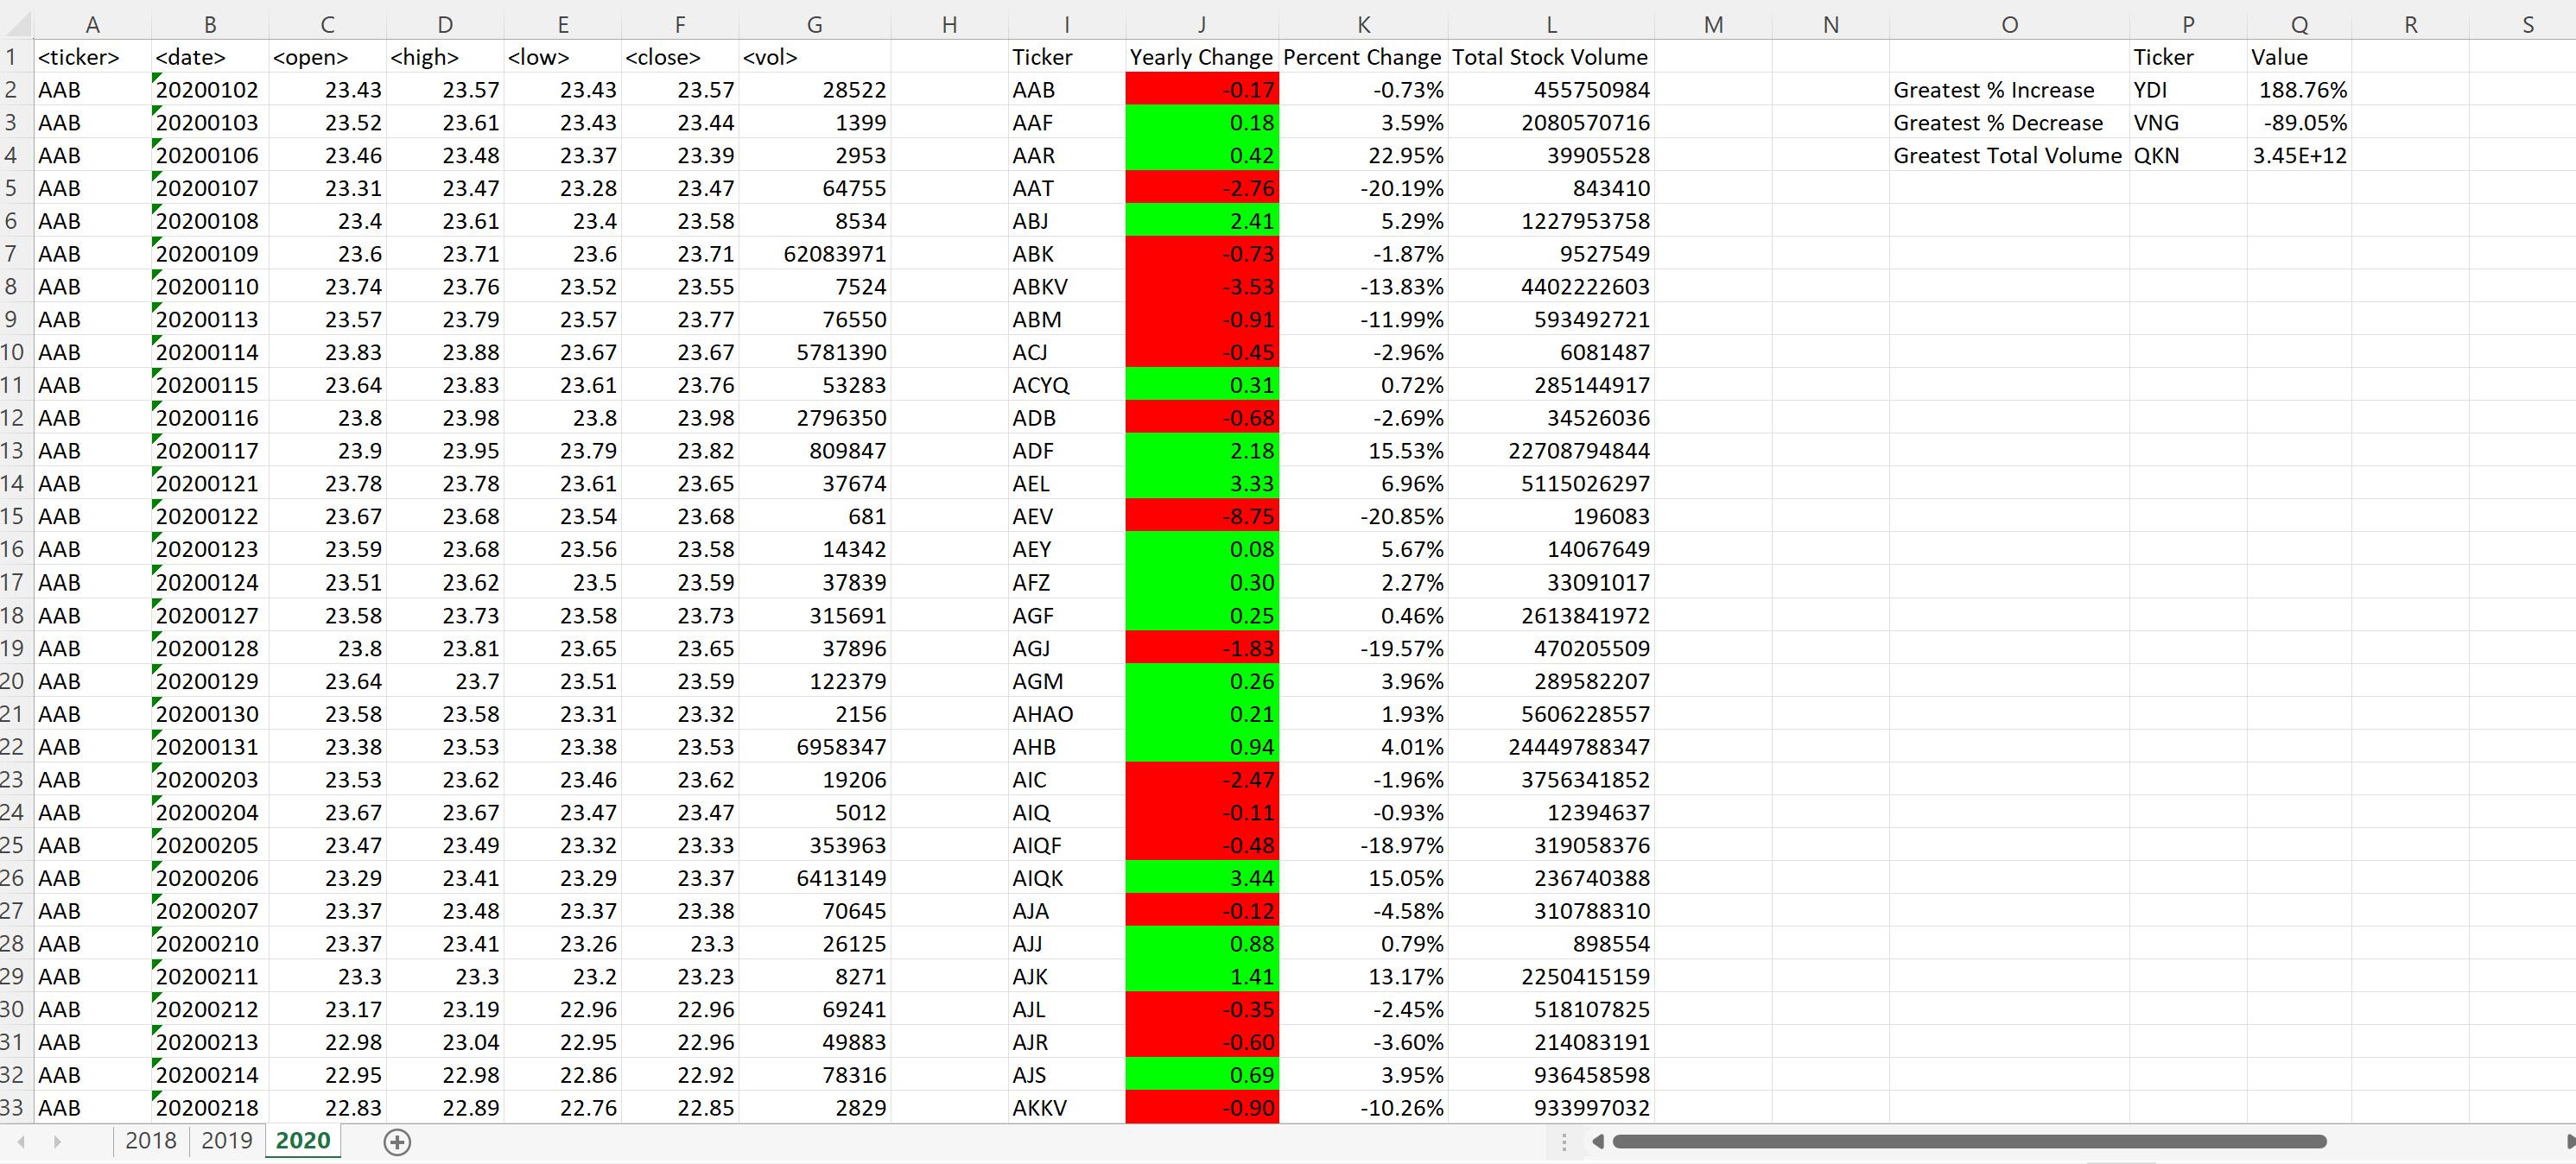 A B C D E F G H I J K L M N O P Q R S
1 <ticker> <date> <open> <high> <low> <close> <vol> Ticker Yearly Change Percent Change Total Stock Volume Ticker Value
2 AAB 20200102 23.43 23.57 23.43 23.57 28522 AAB -0.17 -0.73% 455750984 Greatest % Increase YDI 188.76%
3 AAB 20200103 23.52 23.61 23.43 23.44 1399 AAF 0.18 3.59% 2080570716 Greatest % Decrease VNG -89.05%
4 AAB 20200106 23.46 23.48 23.37 23.39 2953 AAR 0.42 22.95% 39905528 Greatest Total Volume QKN 3.45E+12
5 AAB 20200107 23.31 23.47 23.28 23.47 64755 AAT -2.76 -20.19% 843410
6 AAB 20200108 23.4 23.61 23.4 23.58 8534 ABJ 2.41 5.29% 1227953758
7 AAB 20200109 23.6 23.71 23.6 23.71 62083971 ABK -0.73 -1.87% 9527549
8 AAB 20200110 23.74 23.76 23.52 23.55 7524 ABKV -3.53 -13.83% 4402222603
9 AAB 20200113 23.57 23.79 23.57 23.77 76550 ABM -0.91 -11.99% 593492721
10 AAB 20200114 23.83 23.88 23.67 23.67 5781390 ACJ -0.45 -2.96% 6081487
11 AAB 20200115 23.64 23.83 23.61 23.76 53283 ACYQ 0.31 0.72% 285144917
12 AAB 20200116 23.8 23.98 23.8 23.98 2796350 ADB -0.68 -2.69% 34526036
13 AAB 20200117 23.9 23.95 23.79 23.82 809847 ADF 2.18 15.53% 22708794844
14 AAB 20200121 23.78 23.78 23.61 23.65 37674 AEL 3.33 6.96% 5115026297
15 AAB 20200122 23.67 23.68 23.54 23.68 681 AEV -8.75 -20.85% 196083
16 AAB 20200123 23.59 23.68 23.56 23.58 14342 AEY 0.08 5.67% 14067649
17 AAB 20200124 23.51 23.62 23.5 23.59 37839 AFZ 0.30 2.27% 33091017
18 AAB 20200127 23.58 23.73 23.58 23.73 315691 AGF 0.25 0.46% 2613841972
19 AAB 20200128 23.8 23.81 23.65 23.65 37896 AGJ -1.83 -19.57% 470205509
20 AAB 20200129 23.64 23.7 23.51 23.59 122379 AGM 0.26 3.96% 289582207
21 AAB 20200130 23.58 23.58 23.31 23.32 2156 AHAO 0.21 1.93% 5606228557
22 AAB 20200131 23.38 23.53 23.38 23.53 6958347 AHB 0.94 4.01% 24449788347
23 AAB 20200203 23.53 23.62 23.46 23.62 19206 AIC -2.47 -1.96% 3756341852
24 AAB 20200204 23.67 23.67 23.47 23.47 5012 AIQ -0.11 -0.93% 12394637
25 AAB 20200205 23.47 23.49 23.32 23.33 353963 AIQF -0.48 -18.97% 319058376
26 AAB 20200206 23.29 23.41 23.29 23.37 6413149 AIQK 3.44 15.05% 236740388
27 AAB 20200207 23.37 23.48 23.37 23.38 70645 AJA -0.12 -4.58% 310788310
28 AAB 20200210 23.37 23.41 23.26 23.3 26125 AJJ 0.88 0.79% 898554
29 AAB 20200211 23.3 23.3 23.2 23.23 8271 AJK 1.41 13.17% 2250415159
30 AAB 20200212 23.17 23.19 22.96 22.96 69241 AJL -0.35 -2.45% 518107825
31 AAB 20200213 22.98 23.04 22.95 22.96 49883 AJR -0.60 -3.60% 214083191
32 AAB 20200214 22.95 22.98 22.86 22.92 78316 AJS 0.69 3.95% 936458598
33 AAB 20200218 22.83 22.89 22.76 22.85 2829 AKKV -0.90 -10.26% 933997032
2018 2019 2020